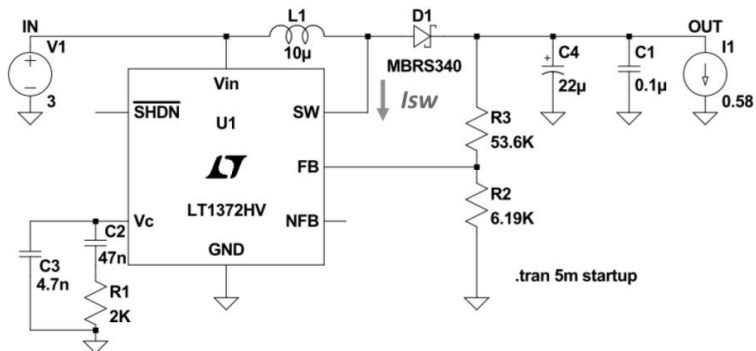 IN
V1
3
L1
10µ
D1
MBRS340
OUT
I1
0.58
C4
+
22µ
C1
0.1µ
Vin
SHDN
U1
SW
Isw
FB
LT1372HV
Vc
NFB
GND
R3
53.6K
R2
6.19K
C2
47n
C3
4.7n
R1
2K
.tran 5m startup